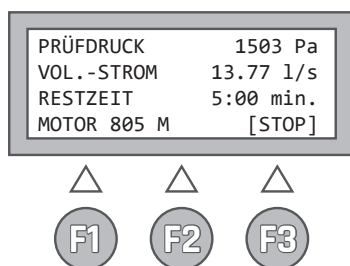 PRÜFDRUCK 1503 Pa
VOL.-STROM 13.77 l/s
RESTZEIT 5:00 min.
MOTOR 805 M [STOP]
F1 F2 F3